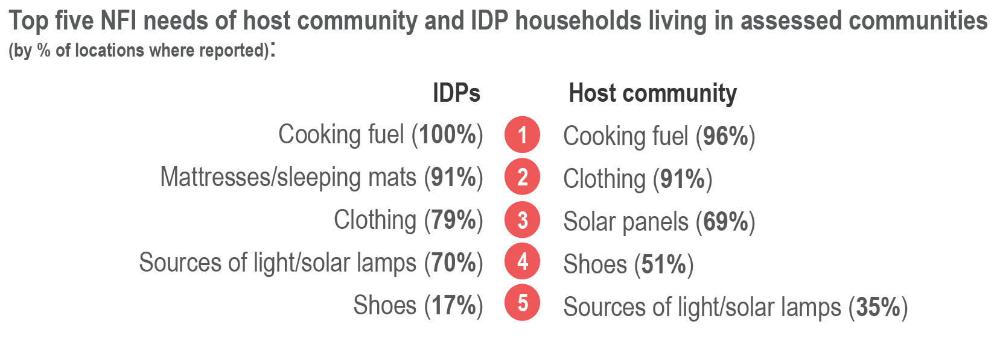 Top five NFI needs of host community and IDP households living in assessed communities
(by % of locations where reported):
IDPs Host community
Cooking fuel (100%) 1 Cooking fuel (96%)
Mattresses/sleeping mats (91%) 2 Clothing (91%)
Clothing (79%) 3 Solar panels (69%)
Sources of light/solar lamps (70%) 4 Shoes (51%)
Shoes (17%) 5 Sources of light/solar lamps (35%)